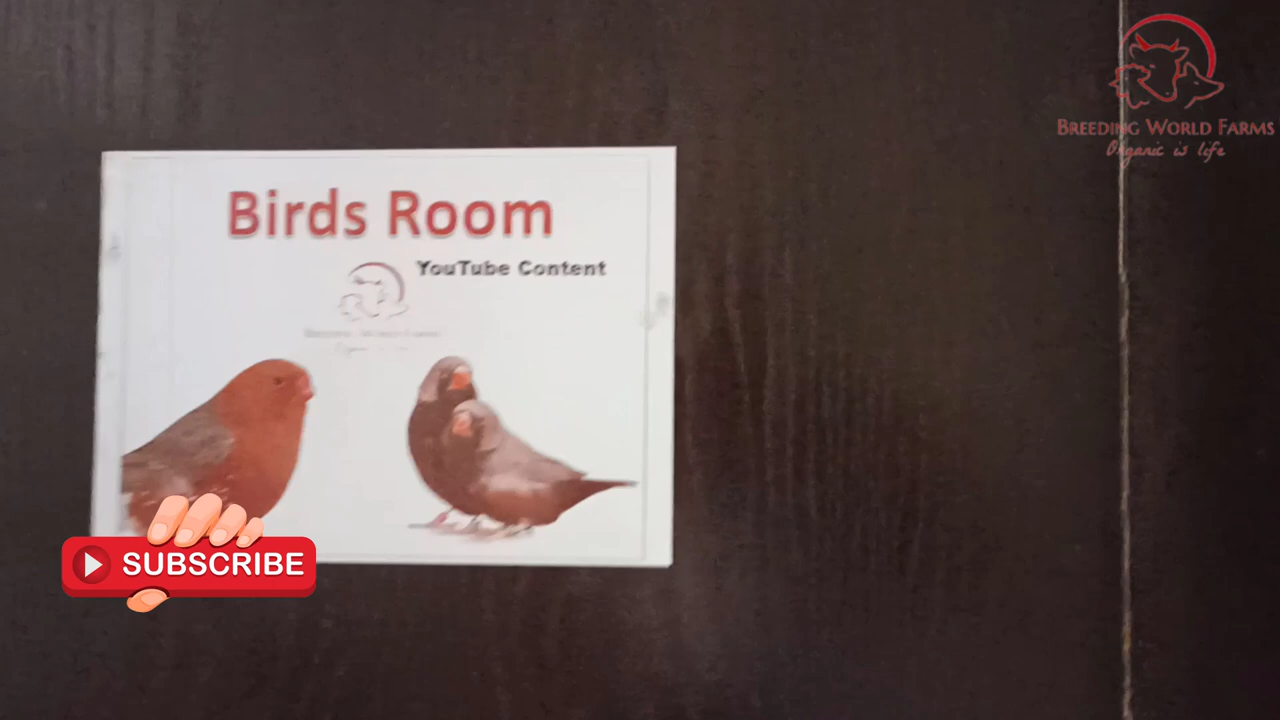 BREEDING WORLD FARMS
Organic is life
Birds Room
YouTube Content
SUBSCRIBE